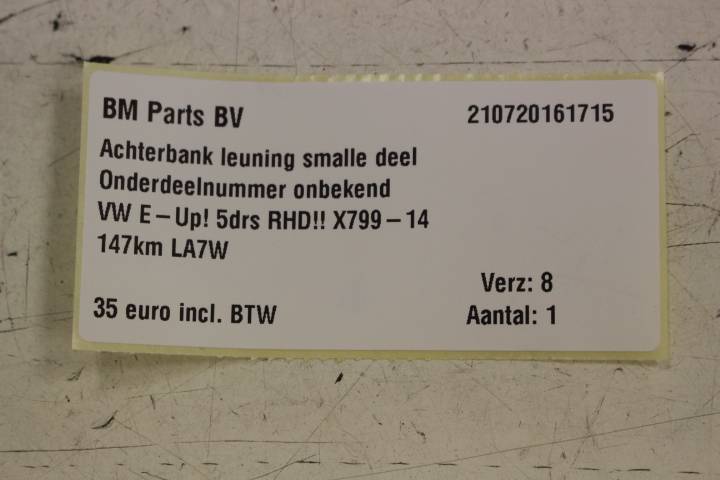 BM Parts BV 210720161715
Achterbank leuning smalle deel
Onderdeelnummer onbekend
VW E-Up! 5drs RHD!! X799-14
147km LA7W
Verz: 8
35 euro incl. BTW Aantal: 1